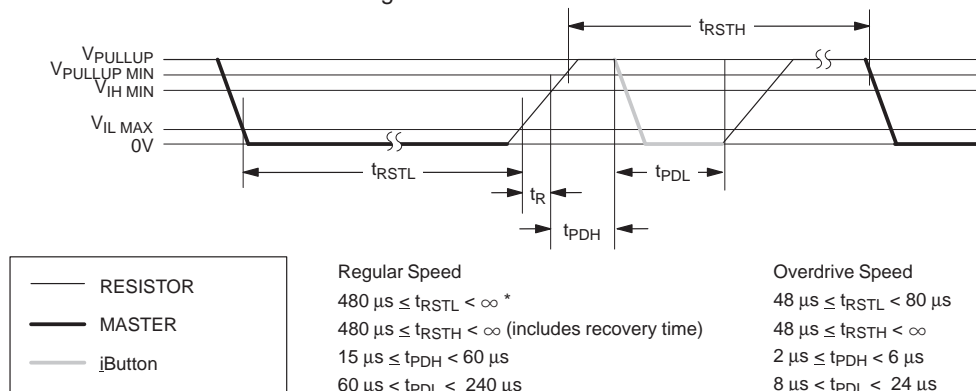 tRSTH
VPULLUP
VPULLUP MIN
VIH MIN
VIL MAX
0V
tRSTL
tPDL
tR
tPDH
RESISTOR
MASTER
iButton
Regular Speed
480 µs ≤ tRSTL < ∞ *
480 µs ≤ tRSTH < ∞ (includes recovery time)
15 µs ≤ tPDH < 60 µs
60 µs ≤ tPDL < 240 µs
Overdrive Speed
48 µs ≤ tRSTL < 80 µs
48 µs ≤ tRSTH < ∞
2 µs ≤ tPDH < 6 µs
8 µs ≤ tPDL < 24 µs